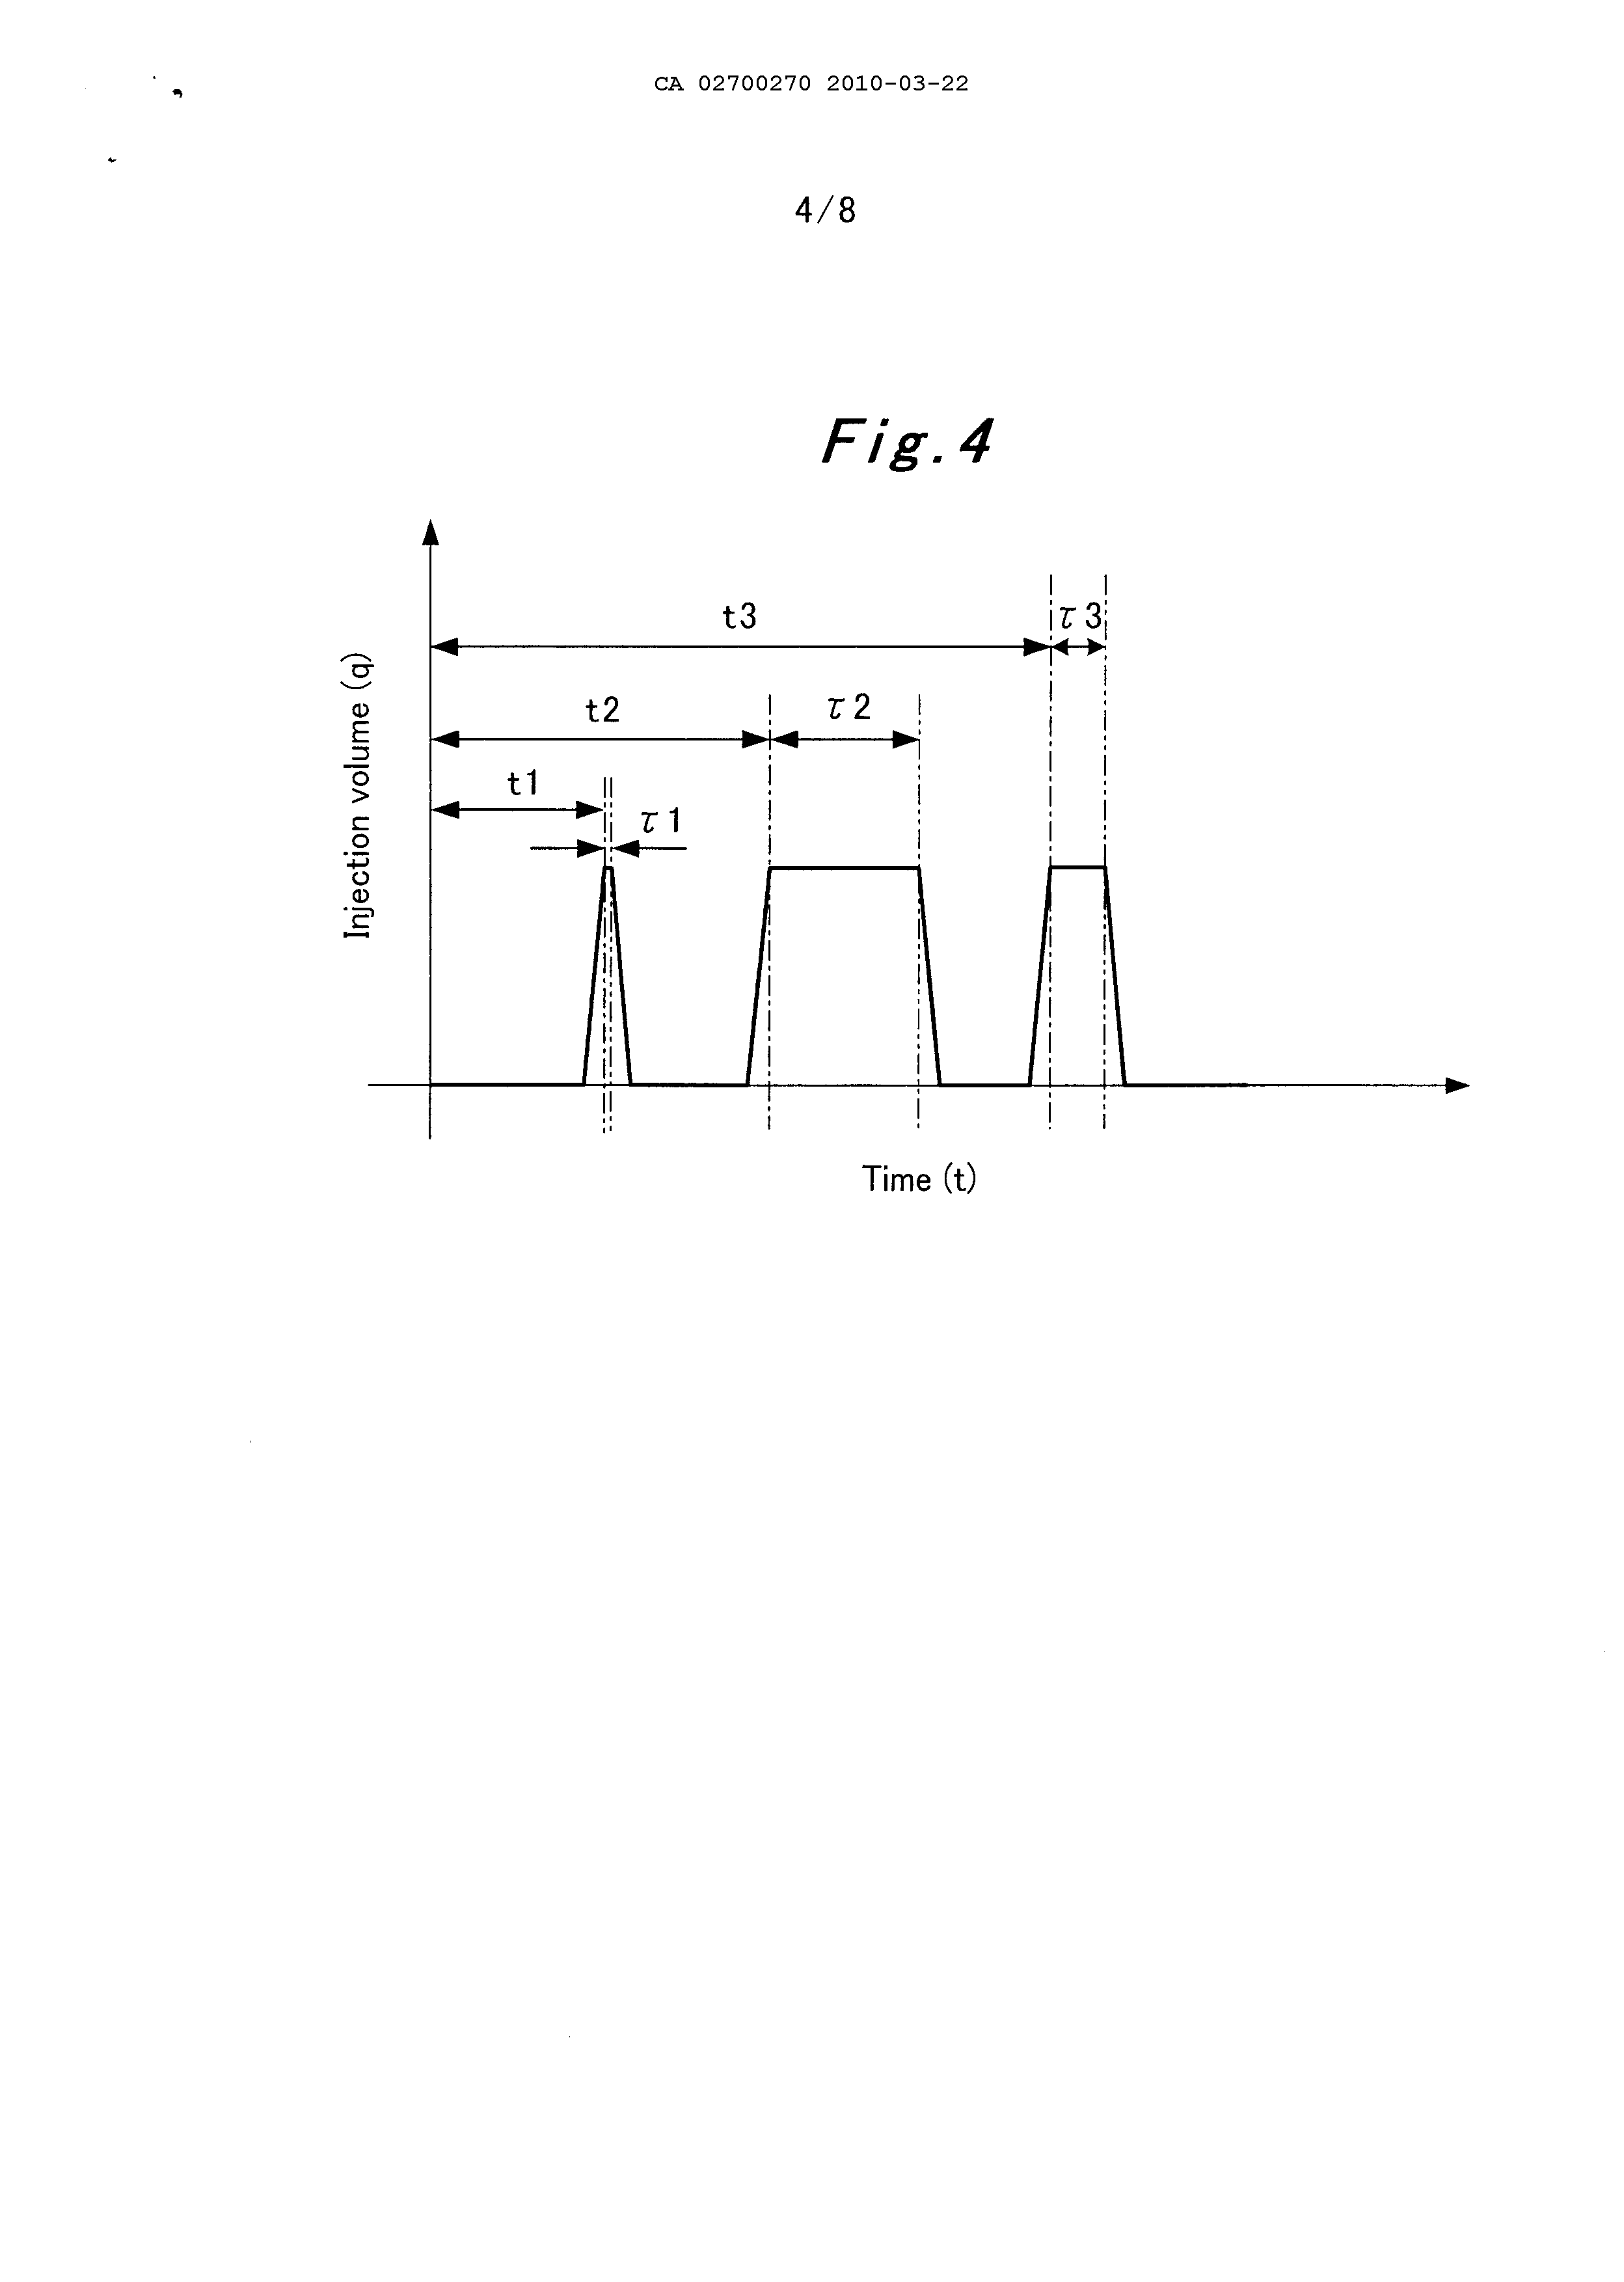 CA 02700270 2010-03-22
4/8
Fig.4
t3
τ3
t2
τ2
t1
τ1
Injection volume (q)
Time (t)